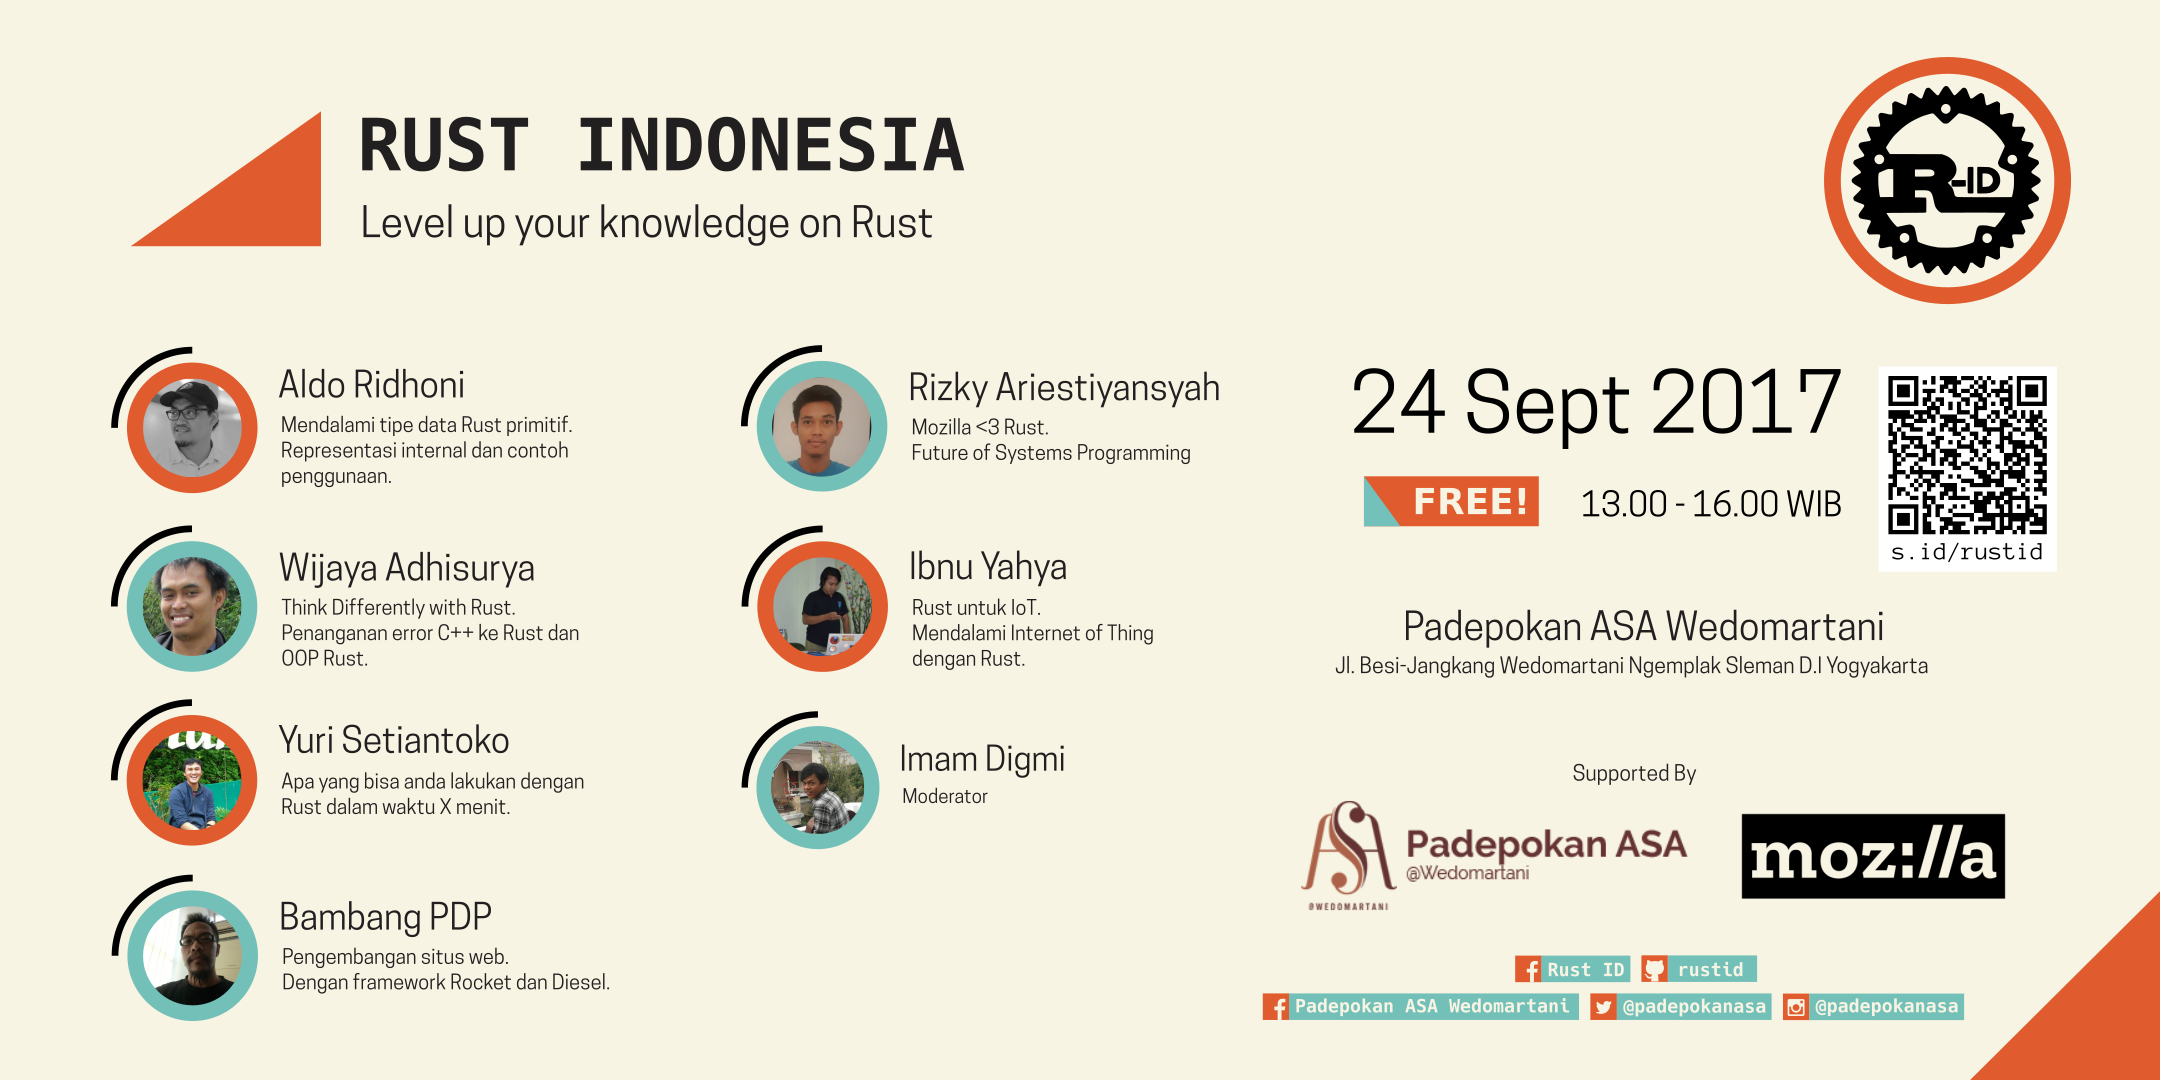 RUST INDONESIA
Level up your knowledge on Rust
R-ID
Aldo Ridhoni
Mendalami tipe data Rust primitif.
Representasi internal dan contoh
penggunaan.
Wijaya Adhisurya
Think Differently with Rust.
Penanganan error C++ ke Rust dan
OOP Rust.
Yuri Setiantoko
Apa yang bisa anda lakukan dengan
Rust dalam waktu X menit.
Bambang PDP
Pengembangan situs web.
Dengan framework Rocket dan Diesel.
Rizky Ariestiyansyah
Mozilla <3 Rust.
Future of Systems Programming
Ibnu Yahya
Rust untuk IoT.
Mendalami Internet of Thing
dengan Rust.
Imam Digmi
Moderator
24 Sept 2017
FREE!
13.00 - 16.00 WIB
s.id/rustid
Padepokan ASA Wedomartani
Jl. Besi-Jangkang Wedomartani Ngemplak Sleman D.I Yogyakarta
Supported By
ASA
@WEDOMARTANI
Padepokan ASA
@Wedomartani
moz://a
Rust ID
rustid
Padepokan ASA Wedomartani
@padepokanasa
@padepokanasa